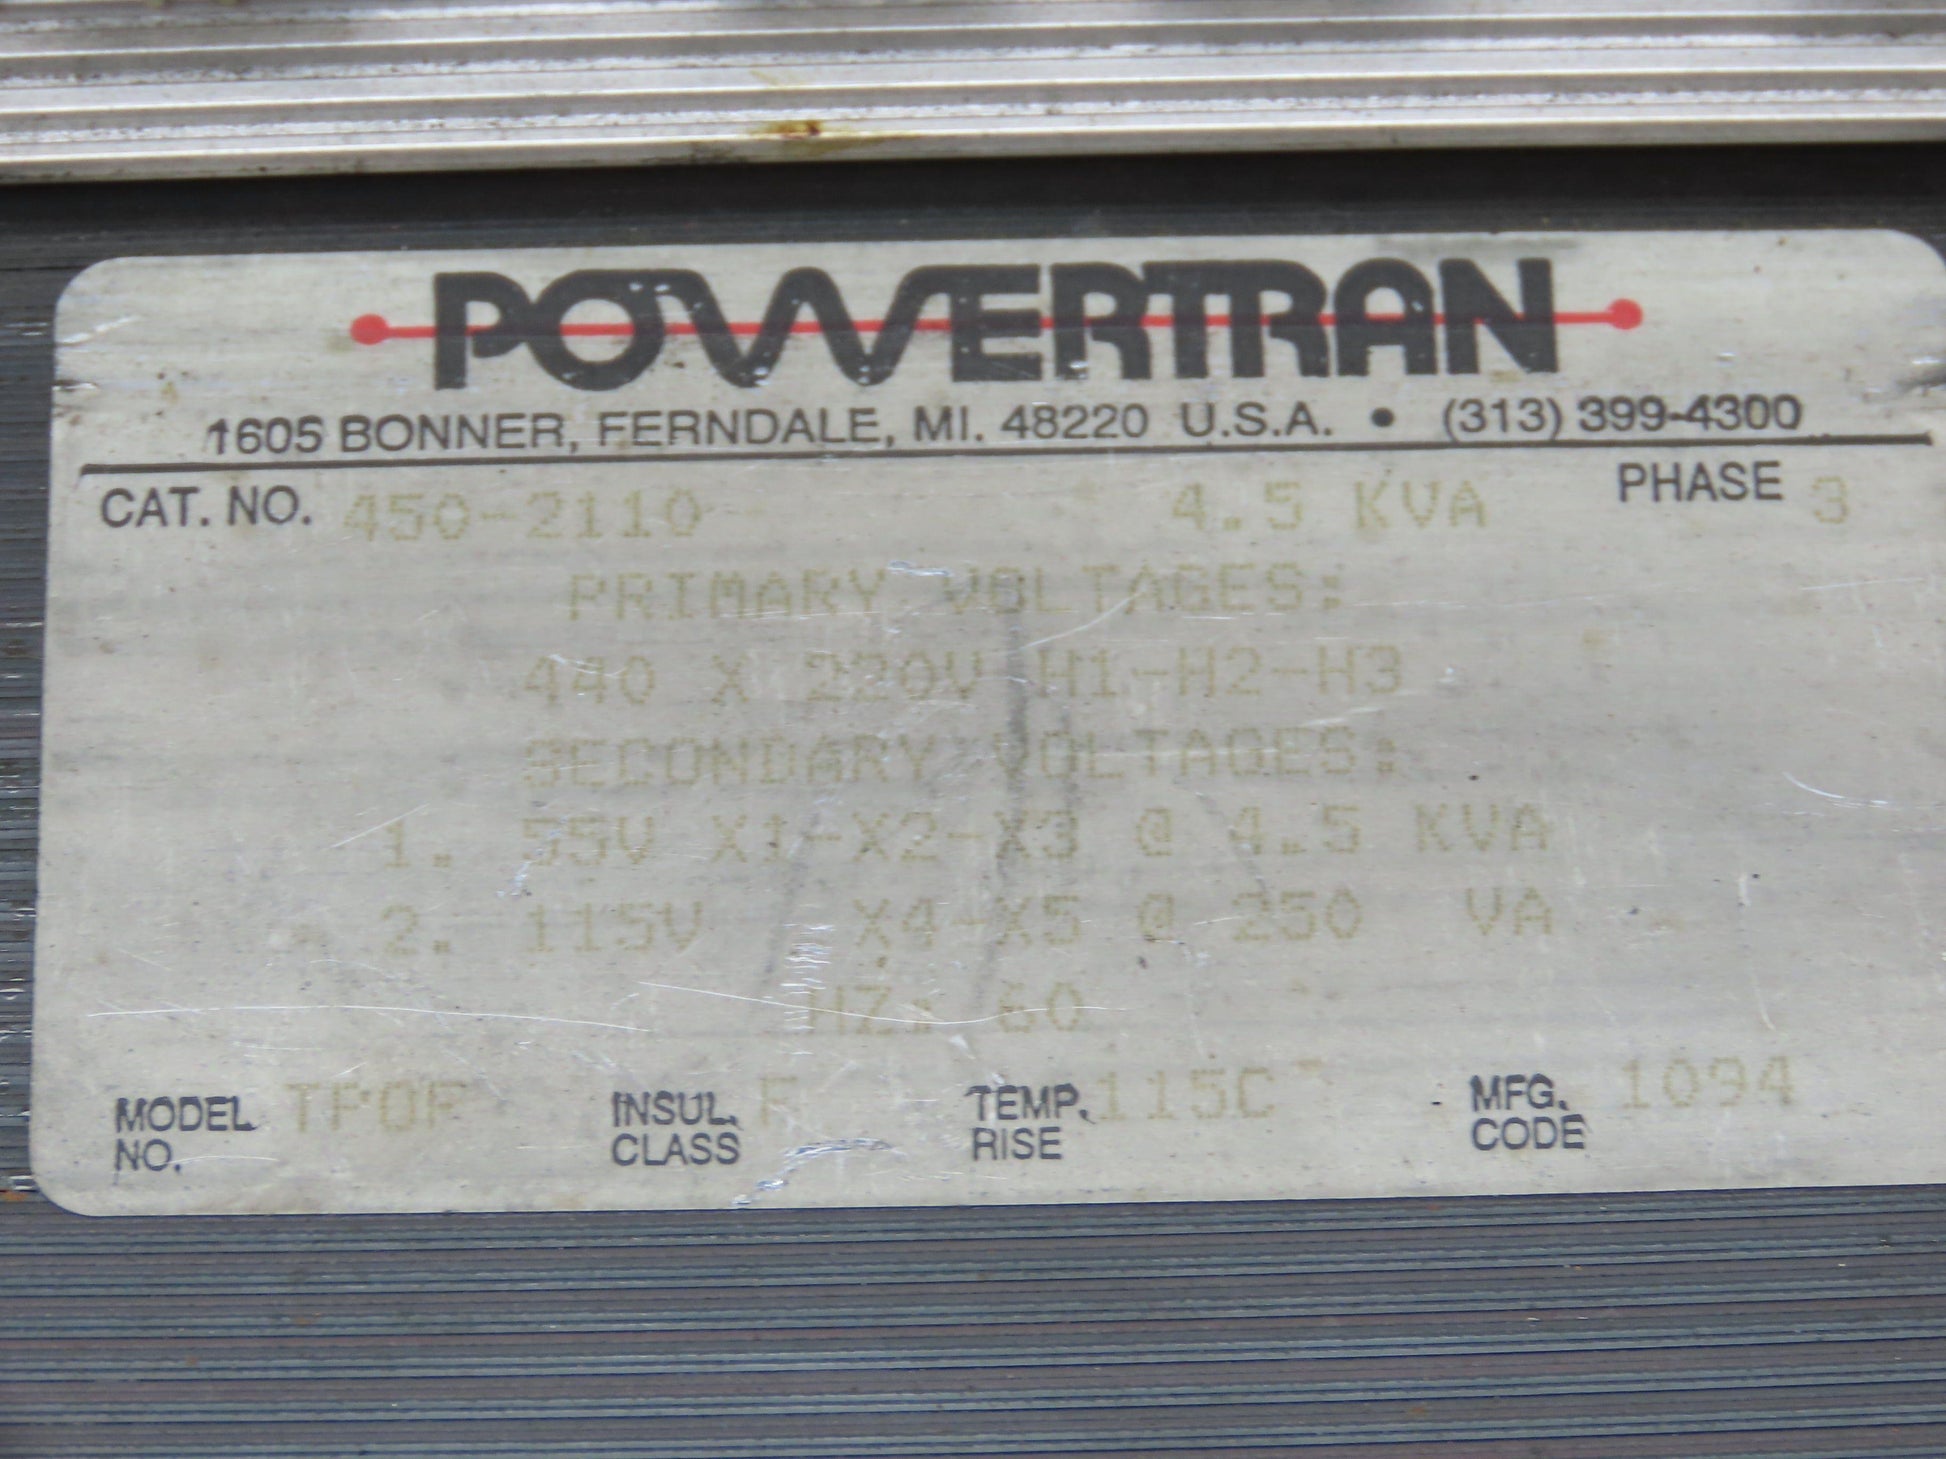 POWERTRAN
1605 BONNER, FERNDALE, MI. 48220 U.S.A. • (313) 399-4300
CAT. NO. 450-2110 4.5 KVA PHASE 3
PRIMARY VOLTAGES:
440 X 220V H1-H2-H3
SECONDARY VOLTAGES:
1. 55V X1-X2-X3 @ 4.5 KVA
2. 115V X4-X5 @ 250 VA
HZ: 60
MODEL NO. INSUL. CLASS F TEMP. RISE 115C MFG. CODE 1094